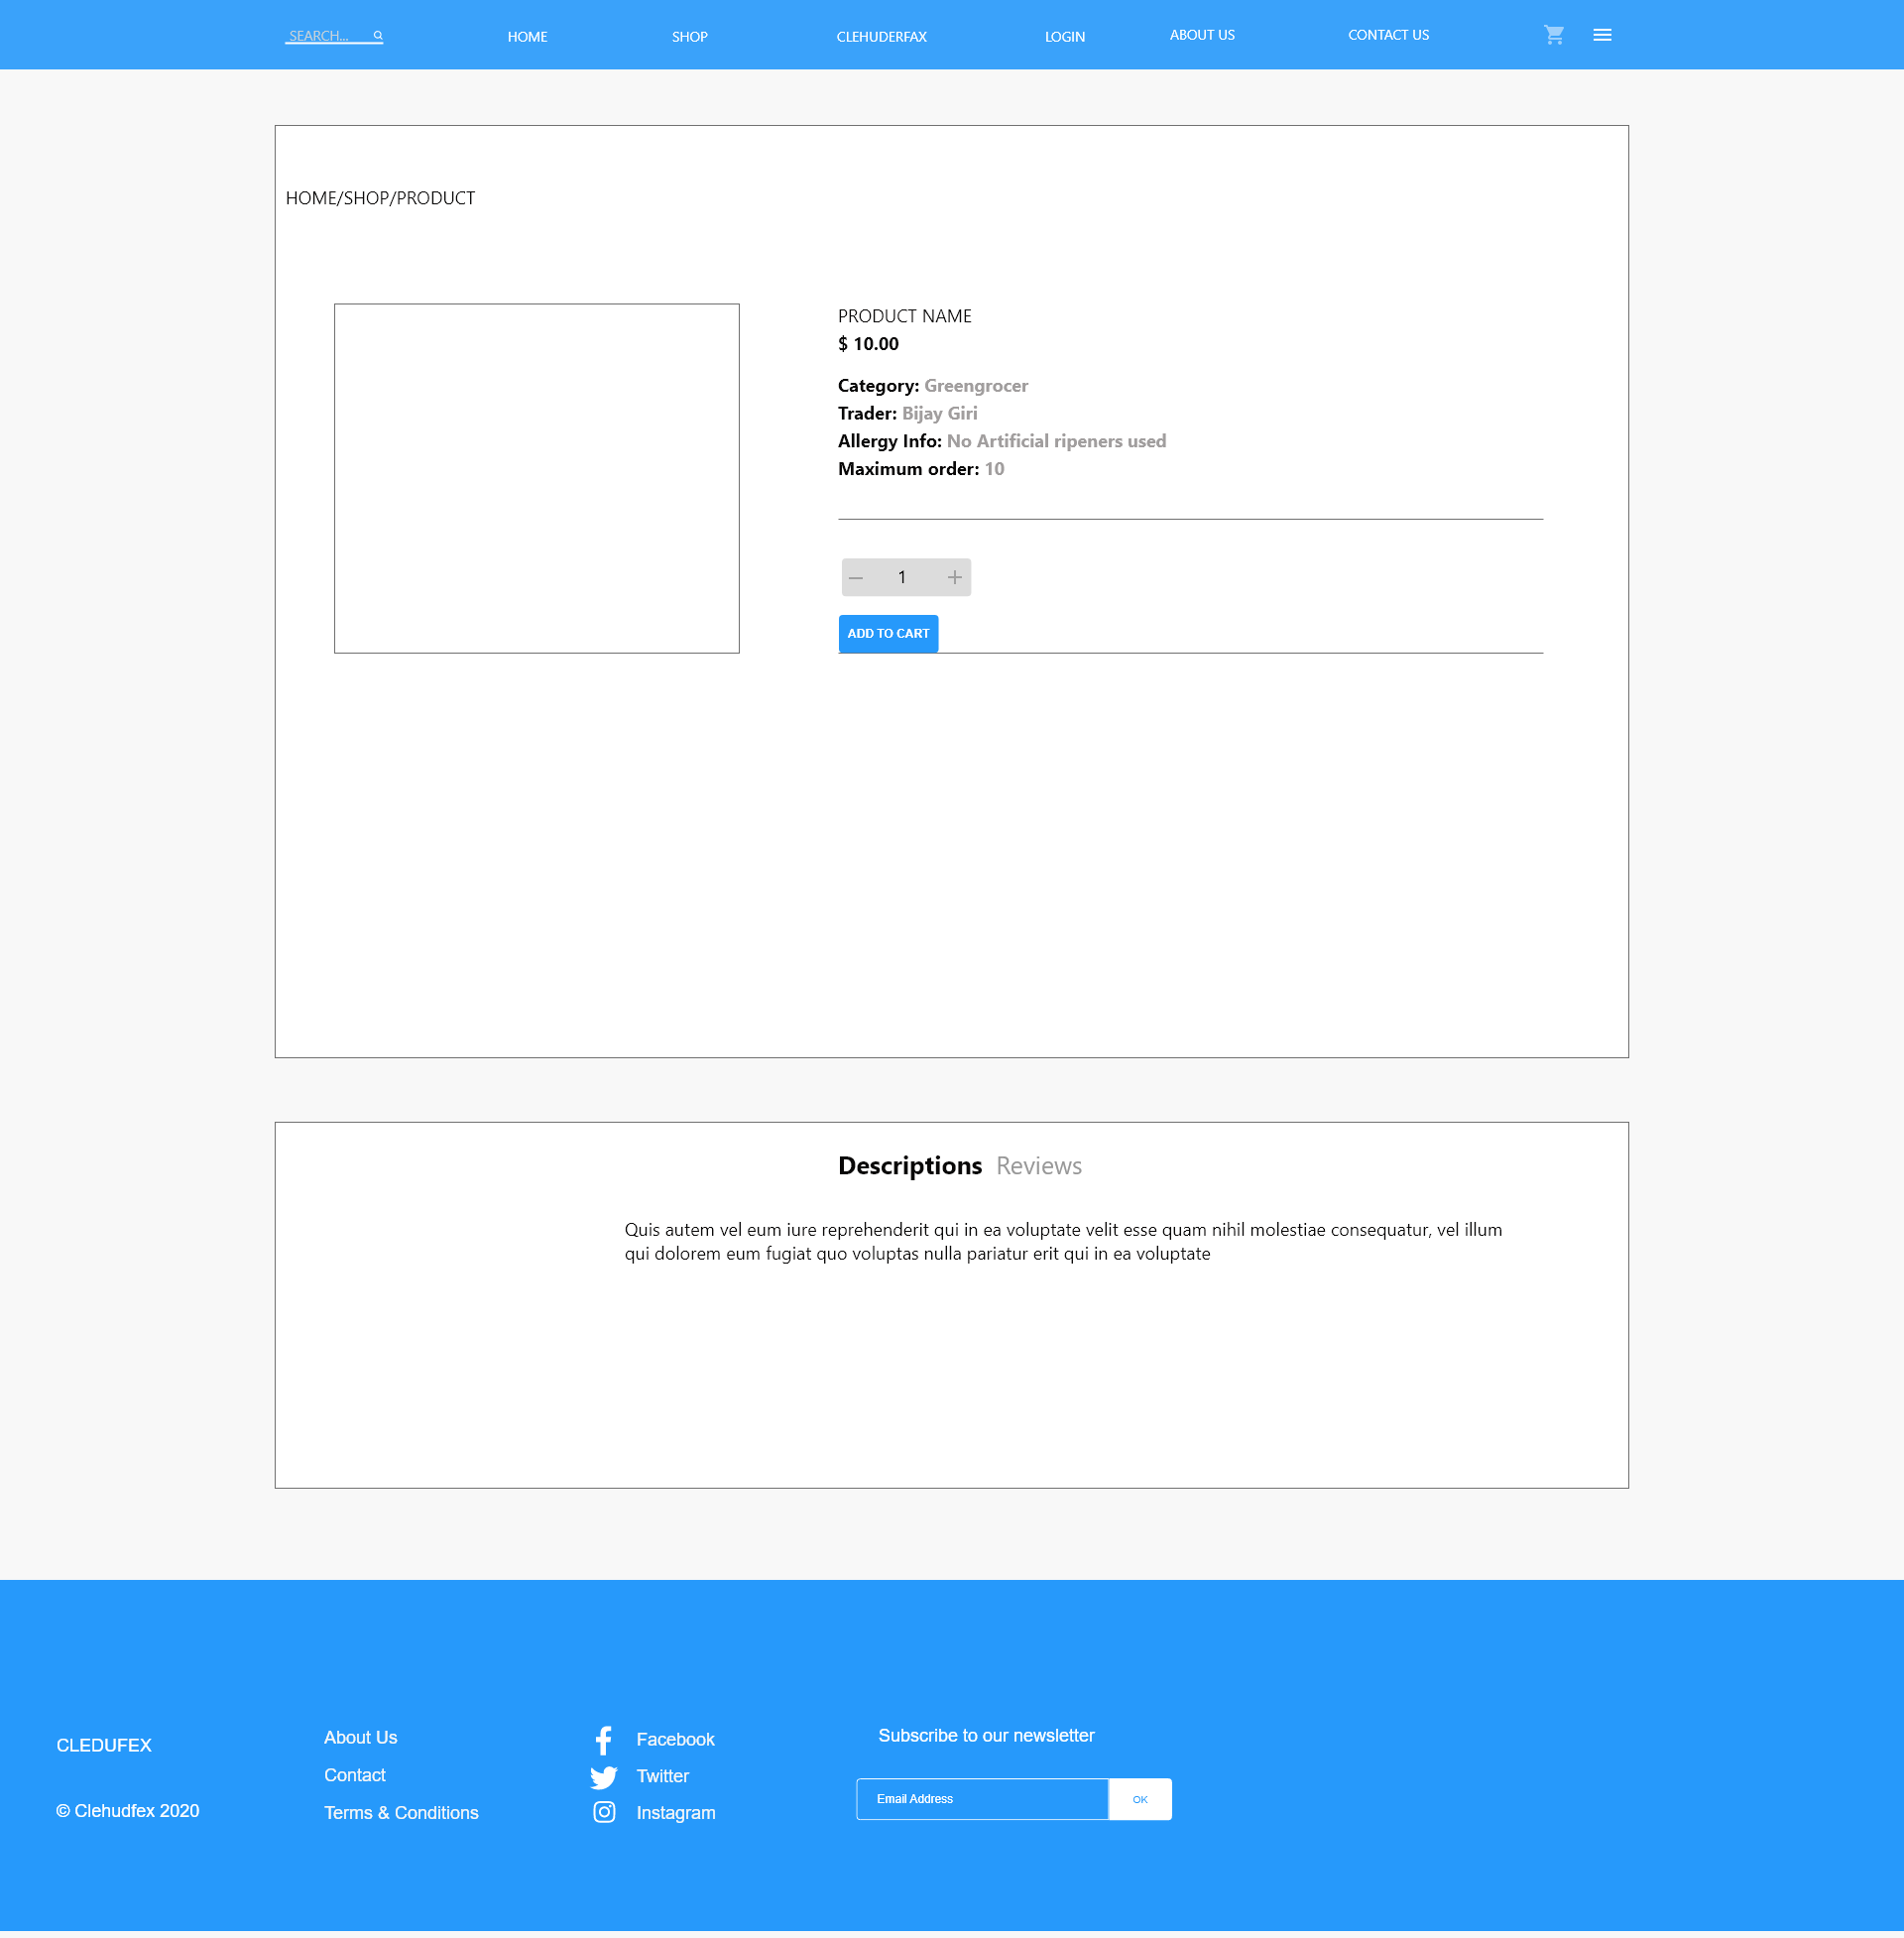 SEARCH...
HOME
SHOP
CLEHUDERFAX
LOGIN
ABOUT US
CONTACT US
HOME/SHOP/PRODUCT
PRODUCT NAME
$ 10.00
Category: Greengrocer
Trader: Bijay Giri
Allergy Info: No Artificial ripeners used
Maximum order: 10
1
ADD TO CART
Descriptions Reviews
Quis autem vel eum iure reprehenderit qui in ea voluptate velit esse quam nihil molestiae consequatur, vel illum
qui dolorem eum fugiat quo voluptas nulla pariatur erit qui in ea voluptate
CLEDUFEX
© Clehudfex 2020
About Us
Contact
Terms & Conditions
Facebook
Twitter
Instagram
Subscribe to our newsletter
Email Address
OK